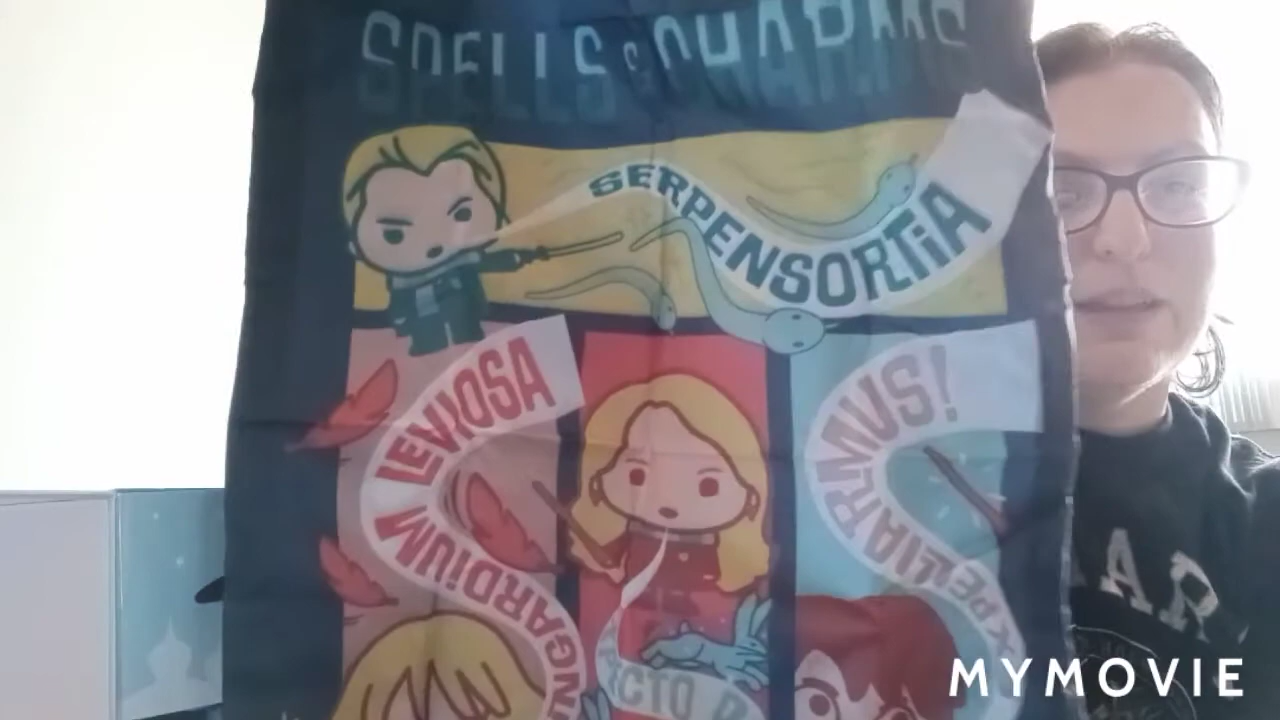 SPELLS & CHARMS
SERPENSORTIA
WINGARDIUM LEVIOSA
EXPELLIARMUS!
MYMOVIE